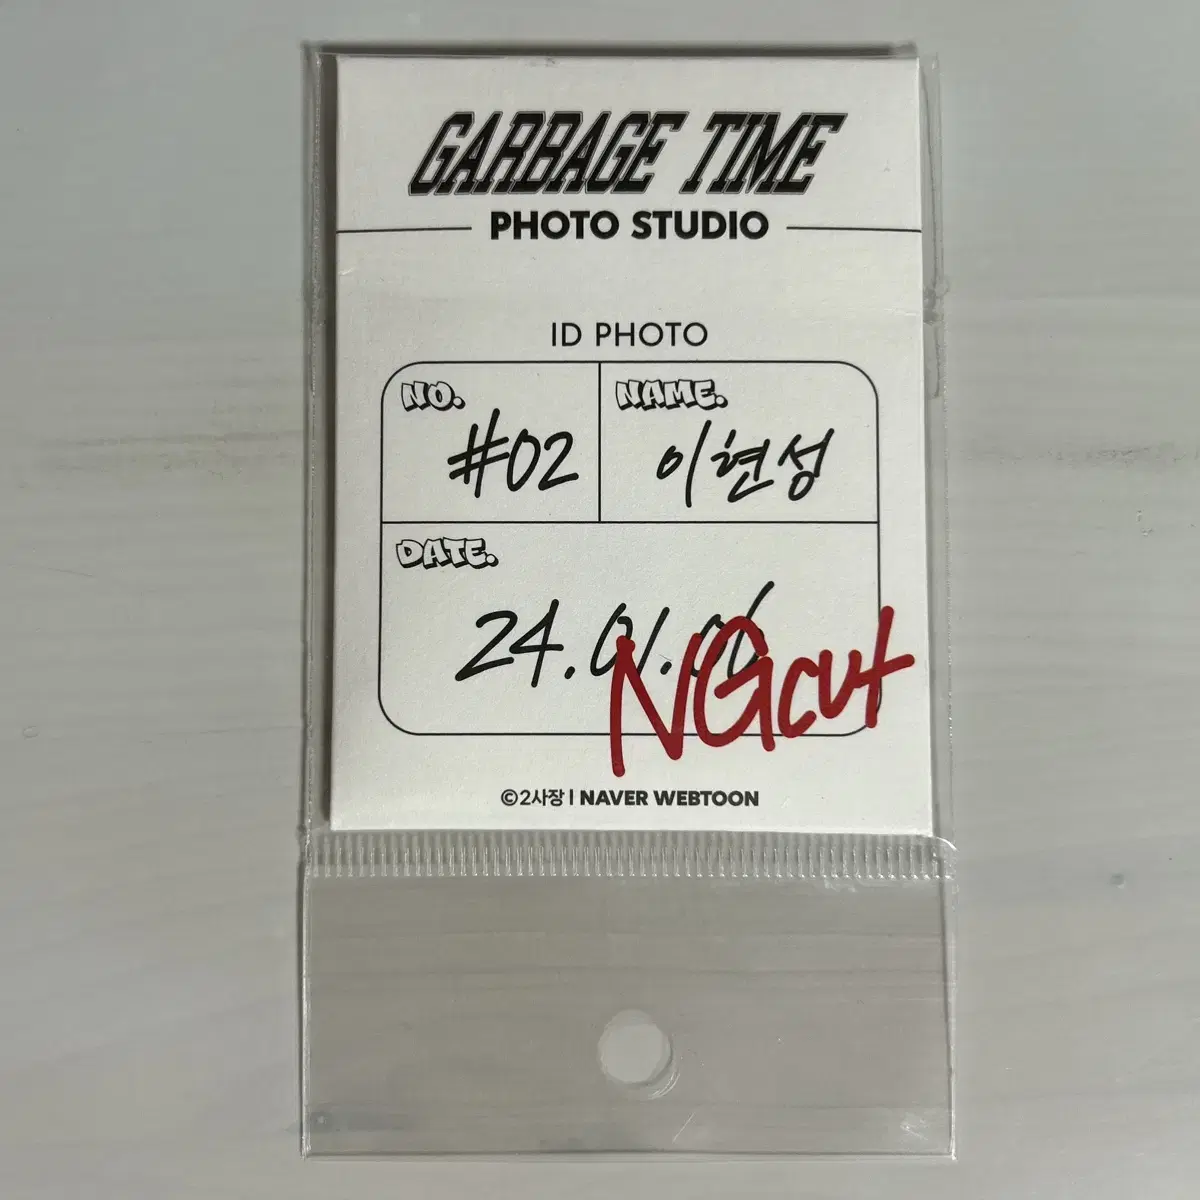 GARBAGE TIME
PHOTO STUDIO
ID PHOTO
NO.
#02
NAME.
이현성
DATE.
24.01.06
NGcut
©2사장 | NAVER WEBTOON